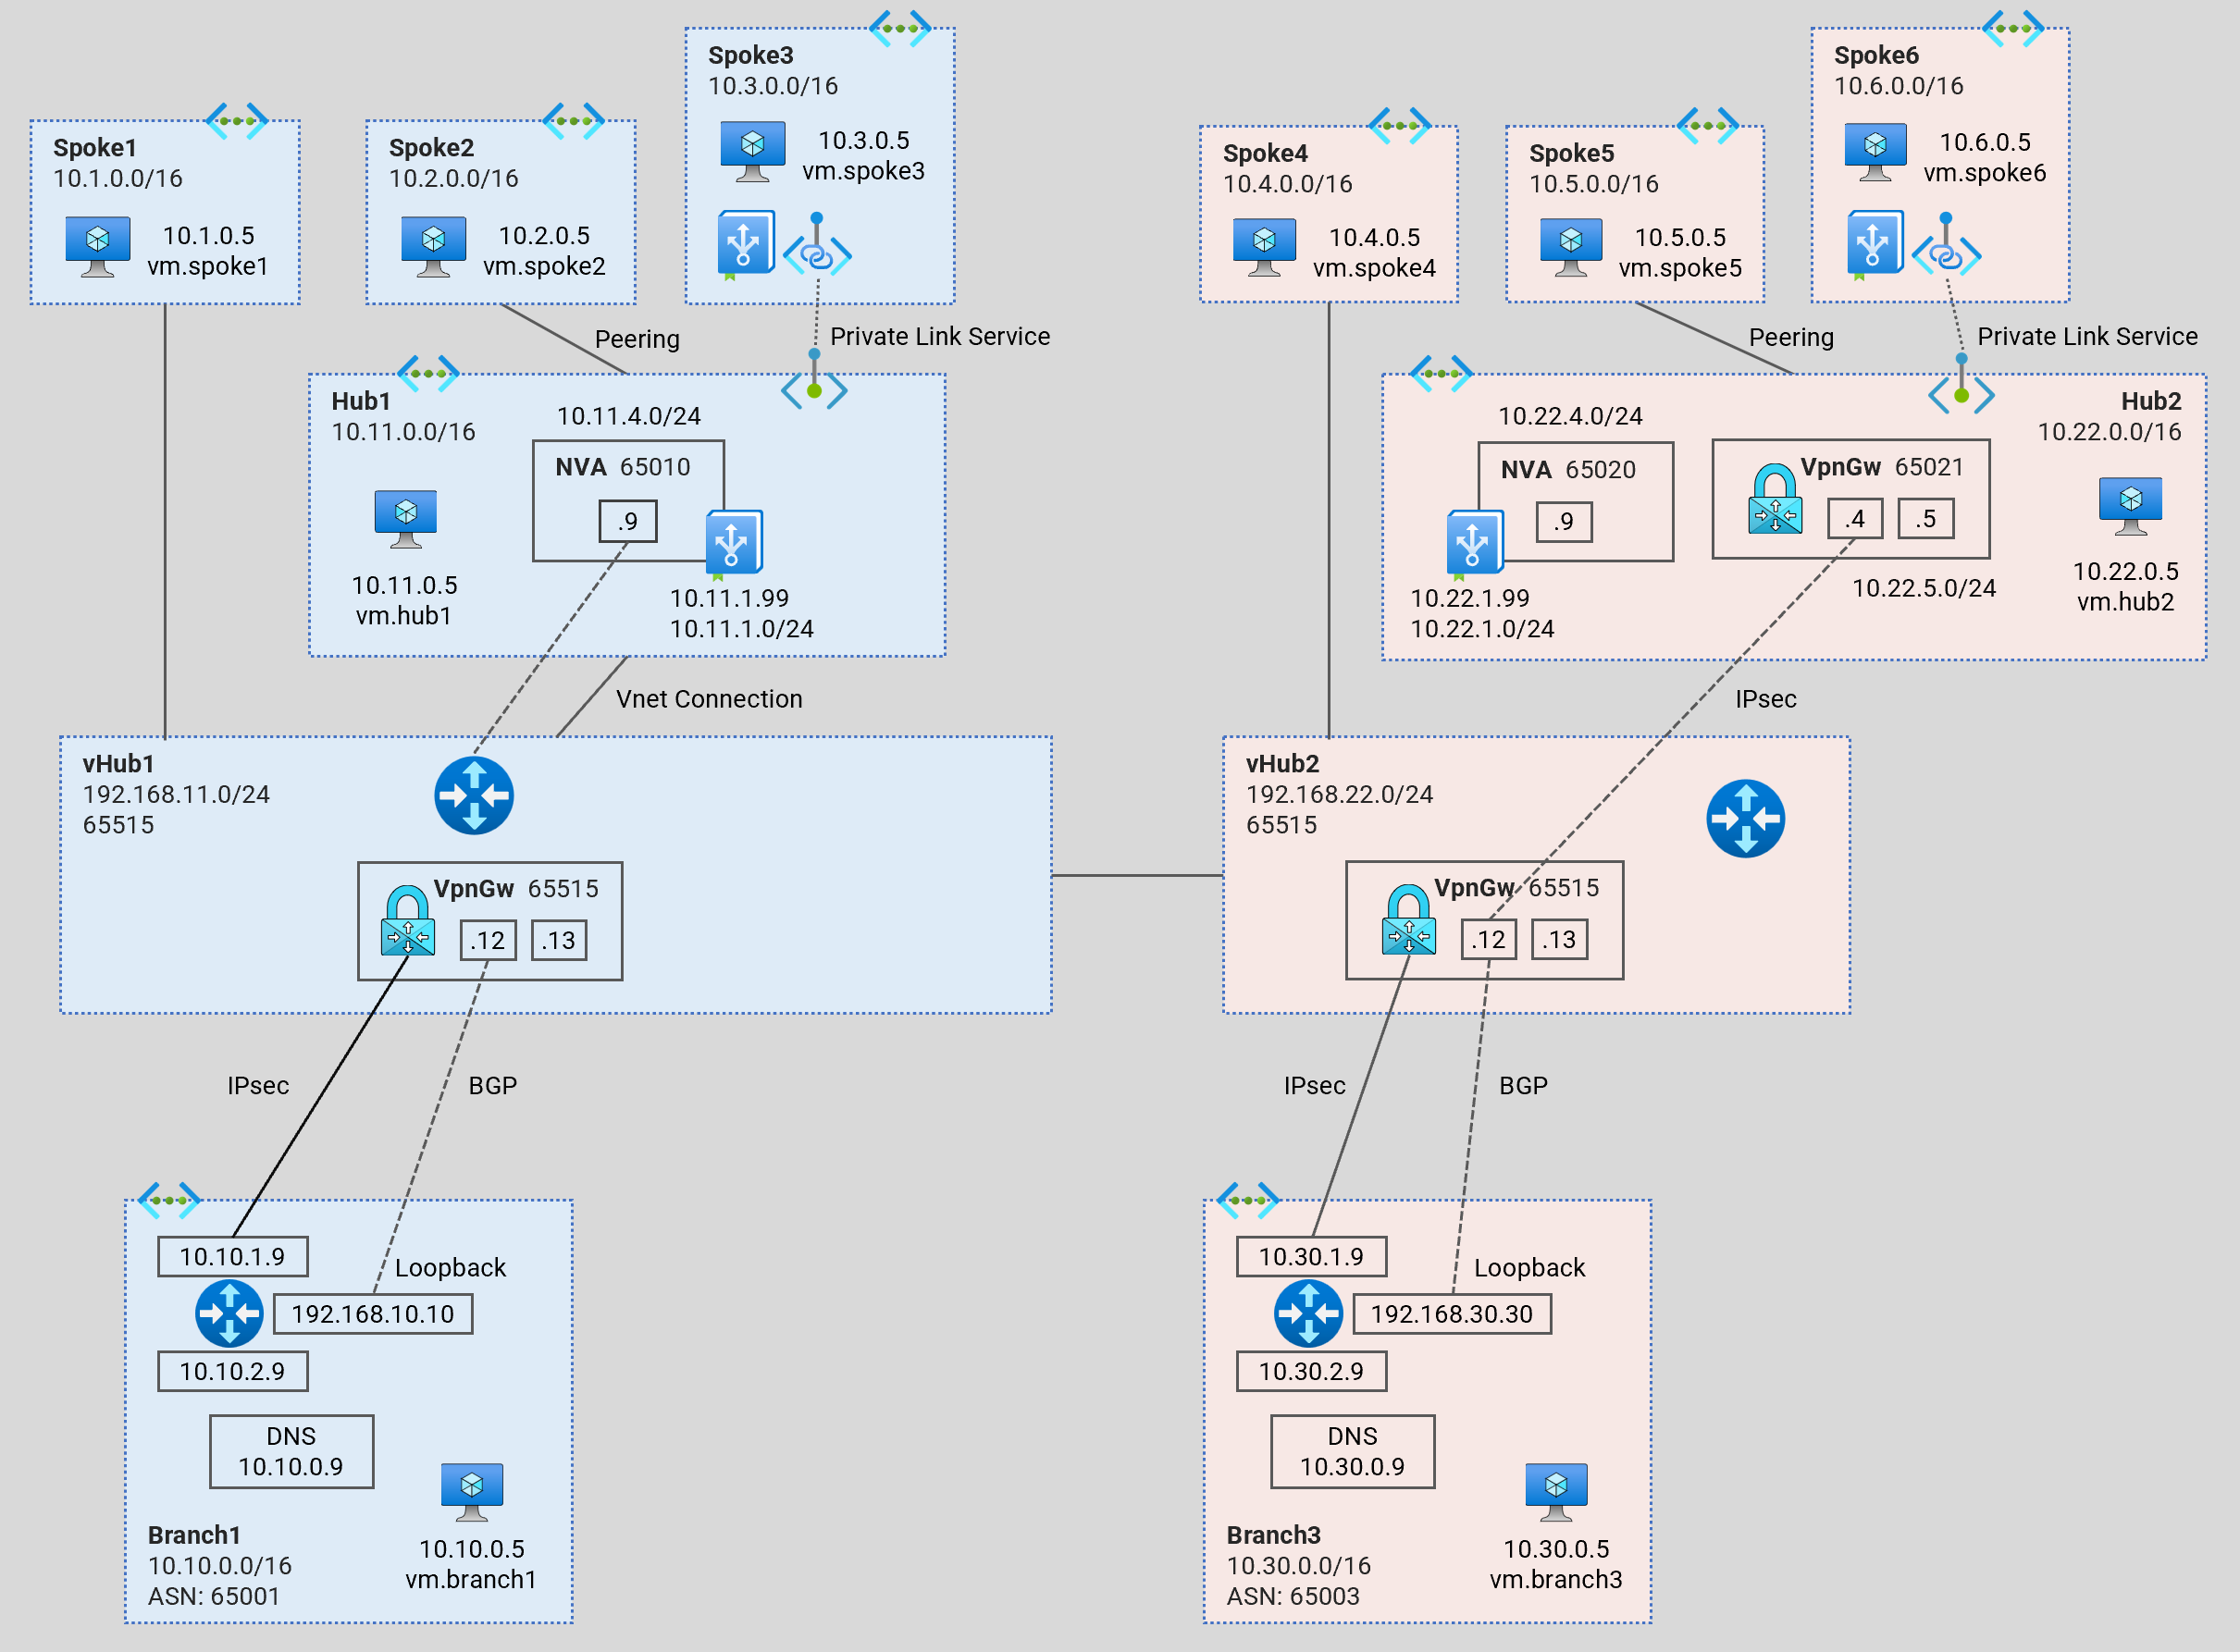 Spoke3
10.3.0.0/16
10.3.0.5
vm.spoke3
Spoke6
10.6.0.0/16
10.6.0.5
vm.spoke6
Spoke1
10.1.0.0/16
10.1.0.5
vm.spoke1
Spoke2
10.2.0.0/16
10.2.0.5
vm.spoke2
Spoke4
10.4.0.0/16
10.4.0.5
vm.spoke4
Spoke5
10.5.0.0/16
10.5.0.5
vm.spoke5
Peering
Private Link Service
Peering
Private Link Service
Hub1
10.11.0.0/16
10.11.4.0/24
NVA 65010
.9
10.11.0.5
vm.hub1
10.11.1.99
10.11.1.0/24
Hub2
10.22.0.0/16
10.22.4.0/24
NVA 65020
.9
VpnGw 65021
.4
.5
10.22.1.99
10.22.1.0/24
10.22.5.0/24
10.22.0.5
vm.hub2
Vnet Connection
IPsec
vHub1
192.168.11.0/24
65515
VpnGw 65515
.12
.13
vHub2
192.168.22.0/24
65515
VpnGw 65515
.12
.13
IPsec
BGP
IPsec
BGP
10.10.1.9
Loopback
192.168.10.10
10.10.2.9
DNS
10.10.0.9
Branch1
10.10.0.0/16
ASN: 65001
10.10.0.5
vm.branch1
10.30.1.9
Loopback
192.168.30.30
10.30.2.9
DNS
10.30.0.9
Branch3
10.30.0.0/16
ASN: 65003
10.30.0.5
vm.branch3